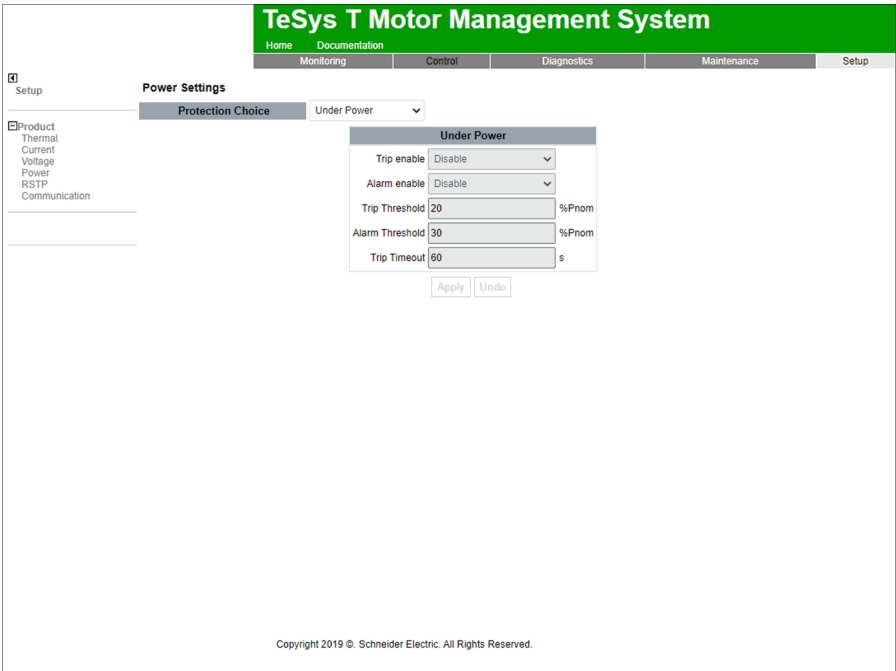 TeSys T Motor Management System
Home Documentation
Monitoring Control Diagnostics Maintenance Setup
Setup
Product
Thermal
Current
Voltage
Power
RSTP
Communication
Power Settings
Protection Choice Under Power
Under Power
Trip enable Disable
Alarm enable Disable
Trip Threshold 20 %Pnom
Alarm Threshold 30 %Pnom
Trip Timeout 60 s
Apply Undo
Copyright 2019 ©. Schneider Electric. All Rights Reserved.